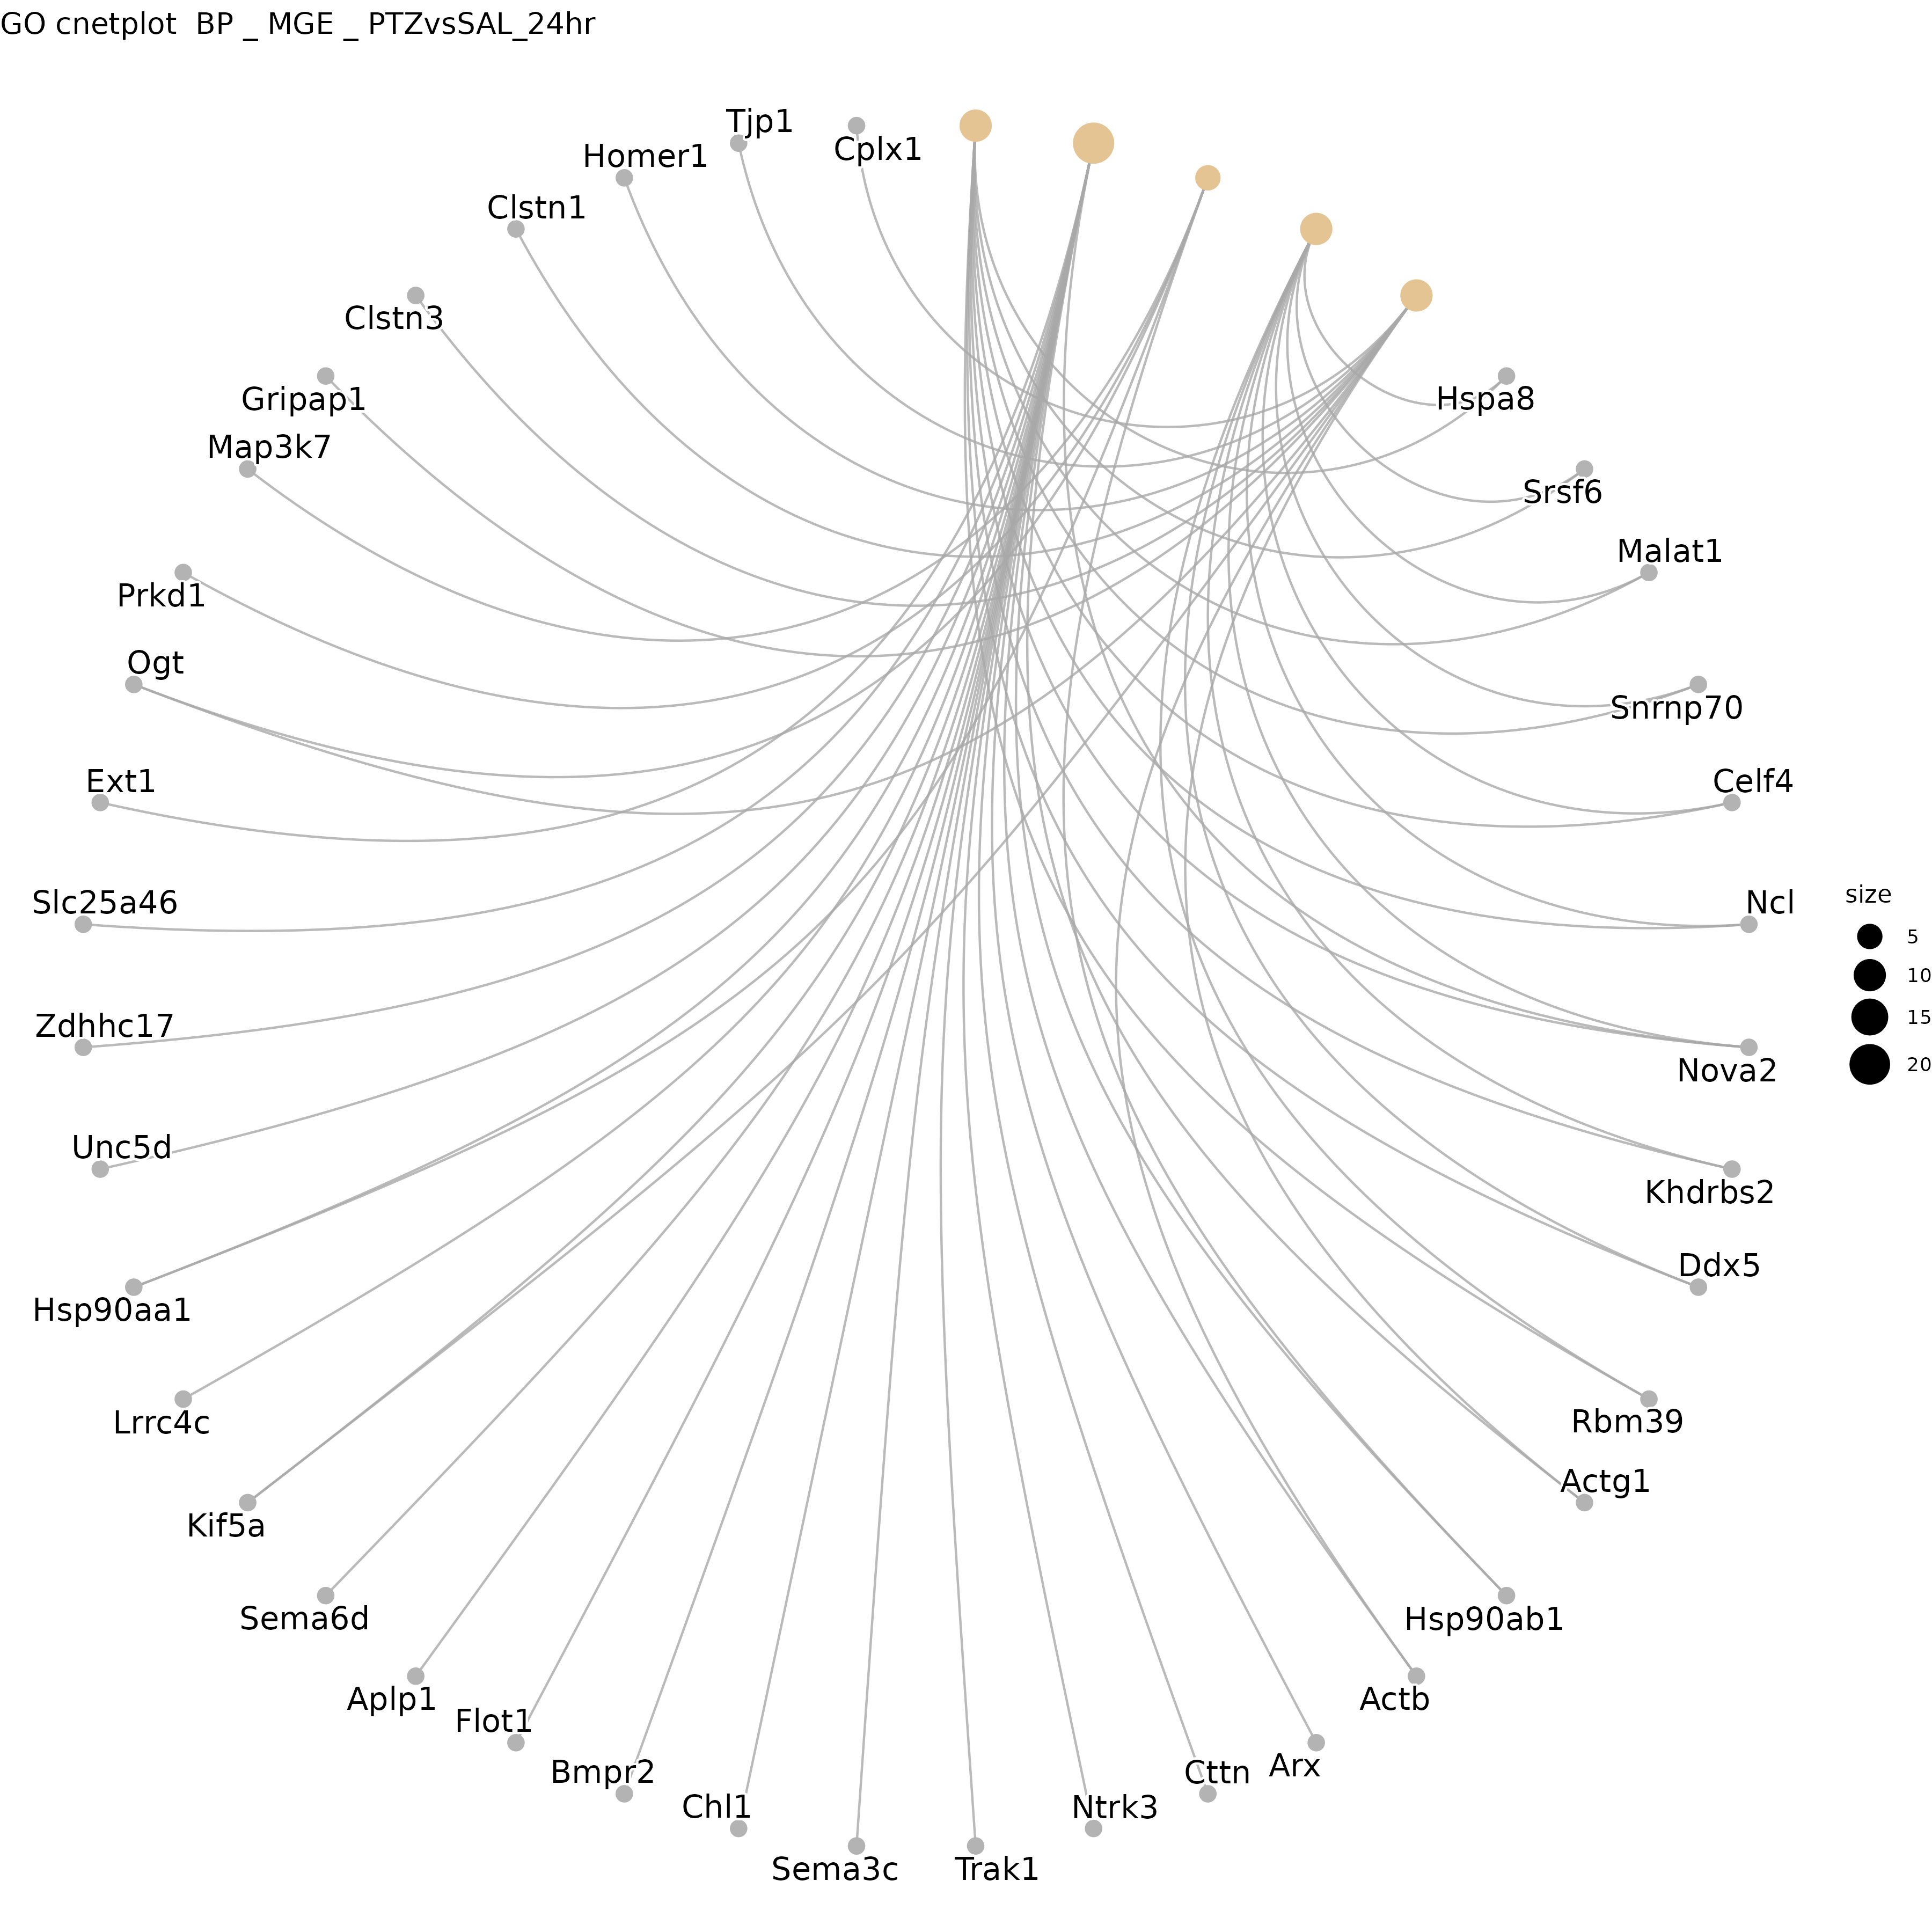 GO cnetplot  BP _ MGE _ PTZvsSAL_24hr
Tjp1
Cplx1
Homer1
Clstn1
Clstn3
Gripap1
Hspa8
Map3k7
Srsf6
Malat1
Prkd1
Ogt
Snrnp70
Ext1
Celf4
Slc25a46
Ncl
size
5
10
15
20
Zdhhc17
Nova2
Unc5d
Khdrbs2
Ddx5
Hsp90aa1
Lrrc4c
Rbm39
Actg1
Kif5a
Sema6d
Hsp90ab1
Aplp1
Actb
Flot1
Arx
Bmpr2
Cttn
Chl1
Ntrk3
Sema3c
Trak1